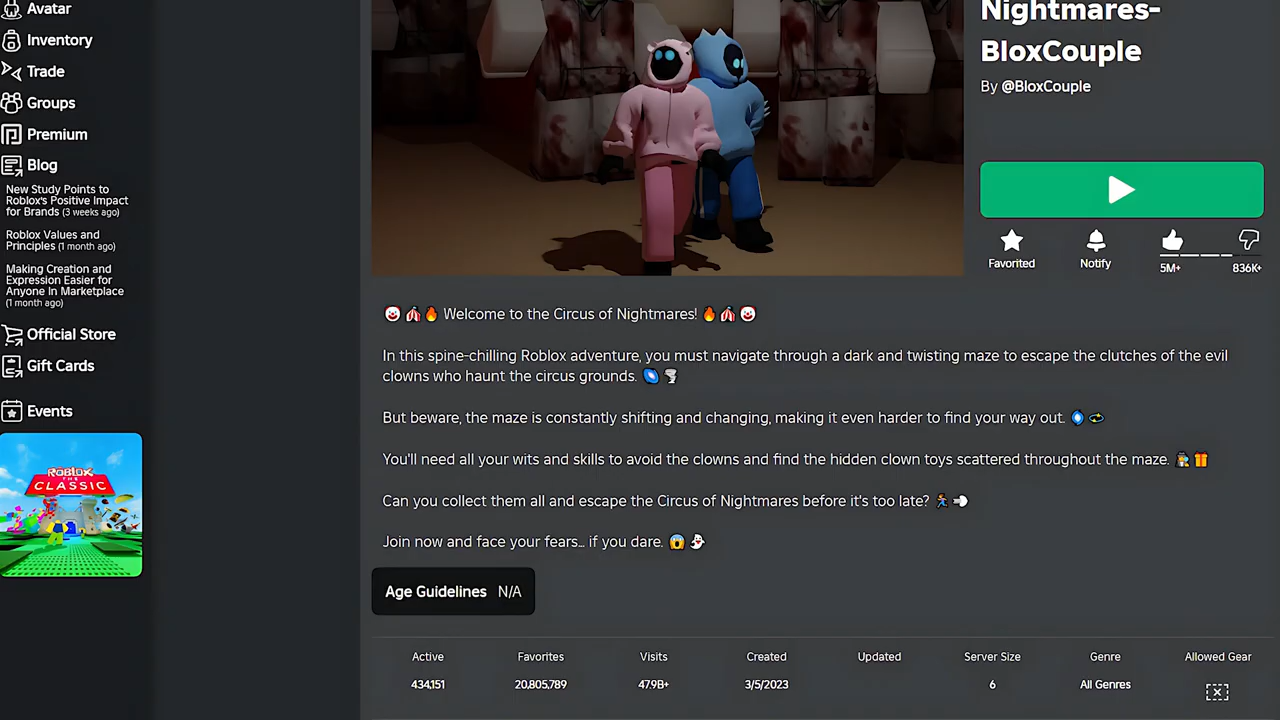 Avatar
Inventory
Trade
Groups
Premium
Blog
New Study Points to
Roblox's Positive Impact
for Brands (3 weeks ago)
Roblox Values and
Principles (1 month ago)
Making Creation and
Expression Easier for
Anyone In Marketplace
(1 month ago)
Official Store
Gift Cards
Events
ROBLOX
THE
CLASSIC
Nightmares-
BloxCouple
By @BloxCouple
Favorited
Notify
5M+
836K+
🤡🎪🔥 Welcome to the Circus of Nightmares! 🔥🎪🤡
In this spine-chilling Roblox adventure, you must navigate through a dark and twisting maze to escape the clutches of the evil
clowns who haunt the circus grounds. 🌀🌪
But beware, the maze is constantly shifting and changing, making it even harder to find your way out.
You'll need all your wits and skills to avoid the clowns and find the hidden clown toys scattered throughout the maze.
Can you collect them all and escape the Circus of Nightmares before it's too late? 🏃💨
Join now and face your fears... if you dare. 😱👻
Age Guidelines N/A
Active Favorites Visits Created Updated Server Size Genre Allowed Gear
434,151 20,805,789 47.9B+ 3/5/2023 6 All Genres